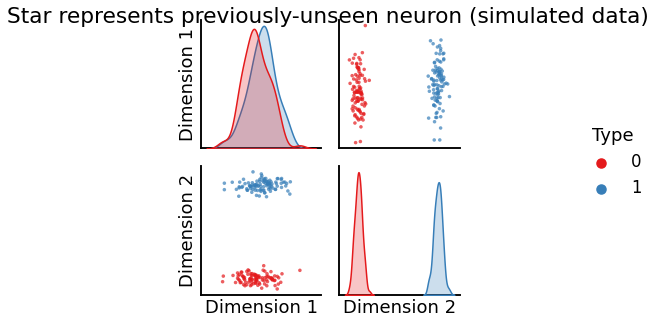 Star represents previously-unseen neuron (simulated data)
Dimension 1
Type
0
1
Dimension 2
Dimension 1
Dimension 2